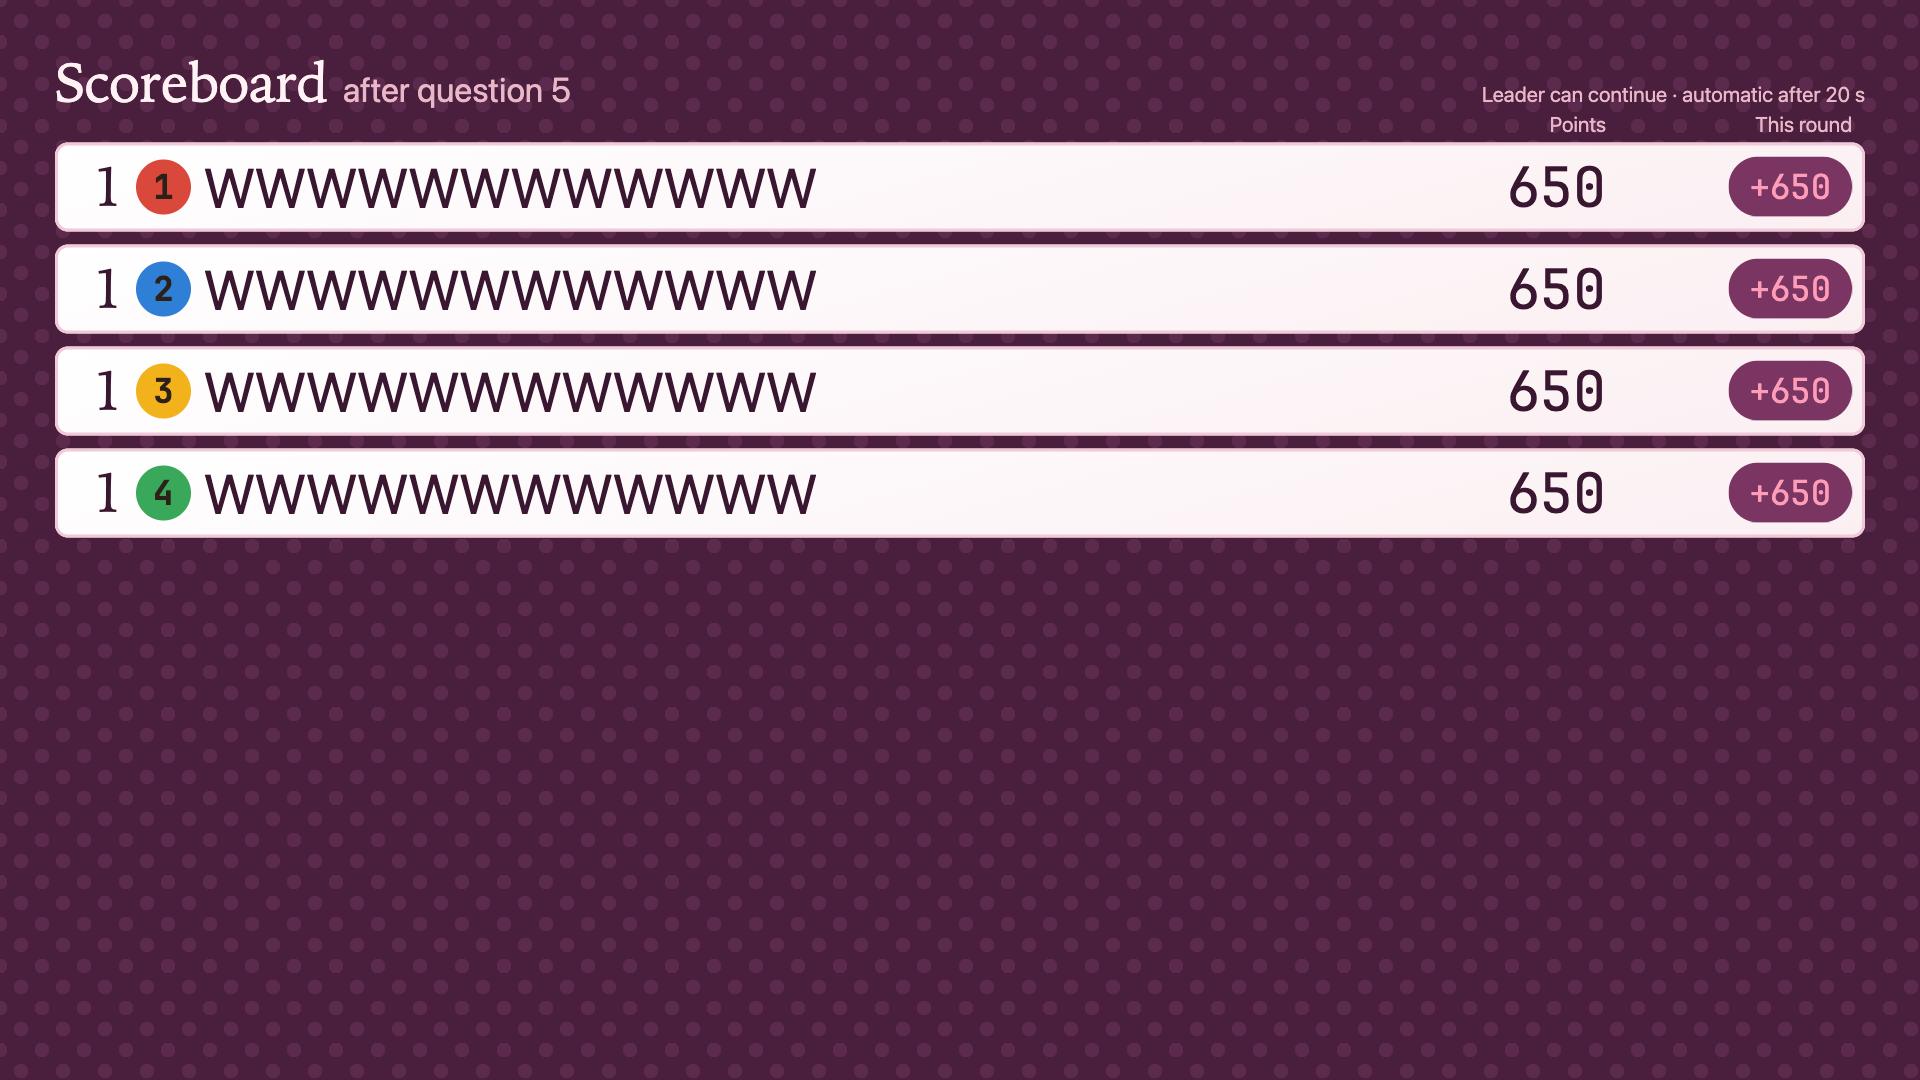 Scoreboard after question 5
Leader can continue · automatic after 20 s
Points This round
1 1 WWWWWWWWWWWW 650 +650
1 2 WWWWWWWWWWWW 650 +650
1 3 WWWWWWWWWWWW 650 +650
1 4 WWWWWWWWWWWW 650 +650